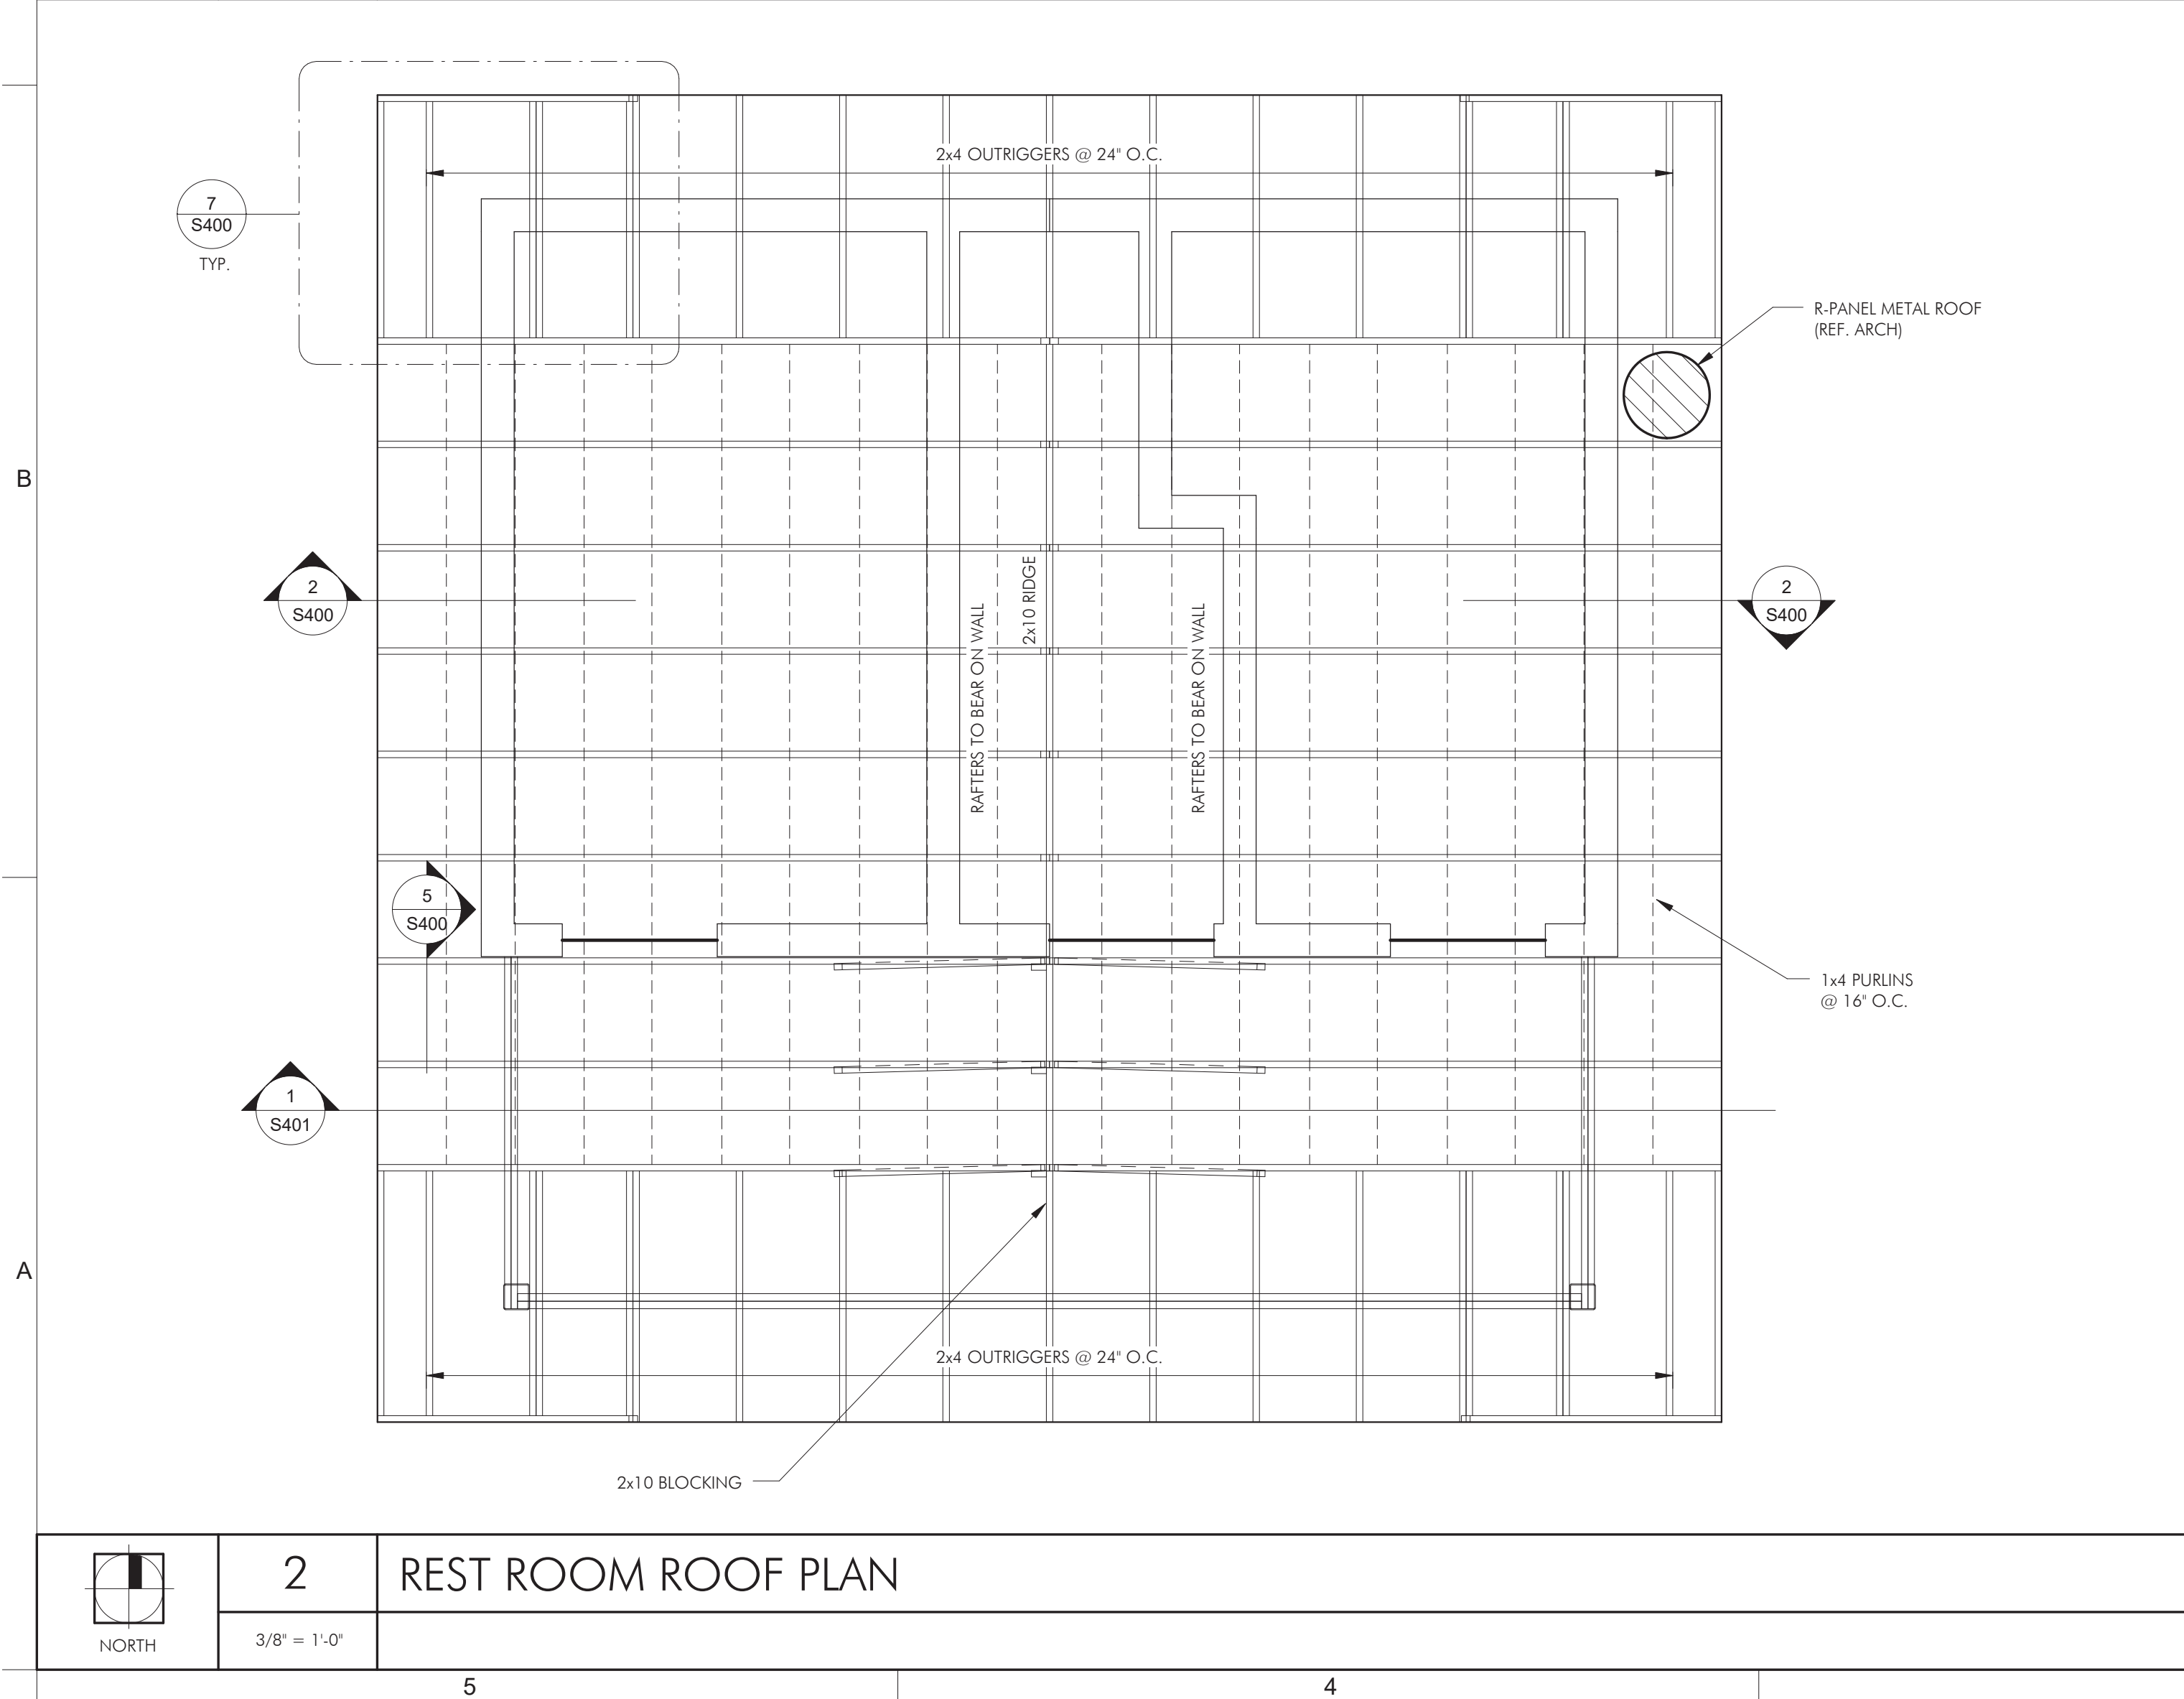 2x4 OUTRIGGERS @ 24" O.C.
7
S400
TYP.
R-PANEL METAL ROOF
(REF. ARCH)
B
2
S400
2x10 RIDGE
RAFTERS TO BEAR ON WALL
RAFTERS TO BEAR ON WALL
2
S400
5
S400
1x4 PURLINS
@ 16" O.C.
1
S401
A
2x4 OUTRIGGERS @ 24" O.C.
2x10 BLOCKING
NORTH
2
REST ROOM ROOF PLAN
3/8" = 1'-0"
5
4